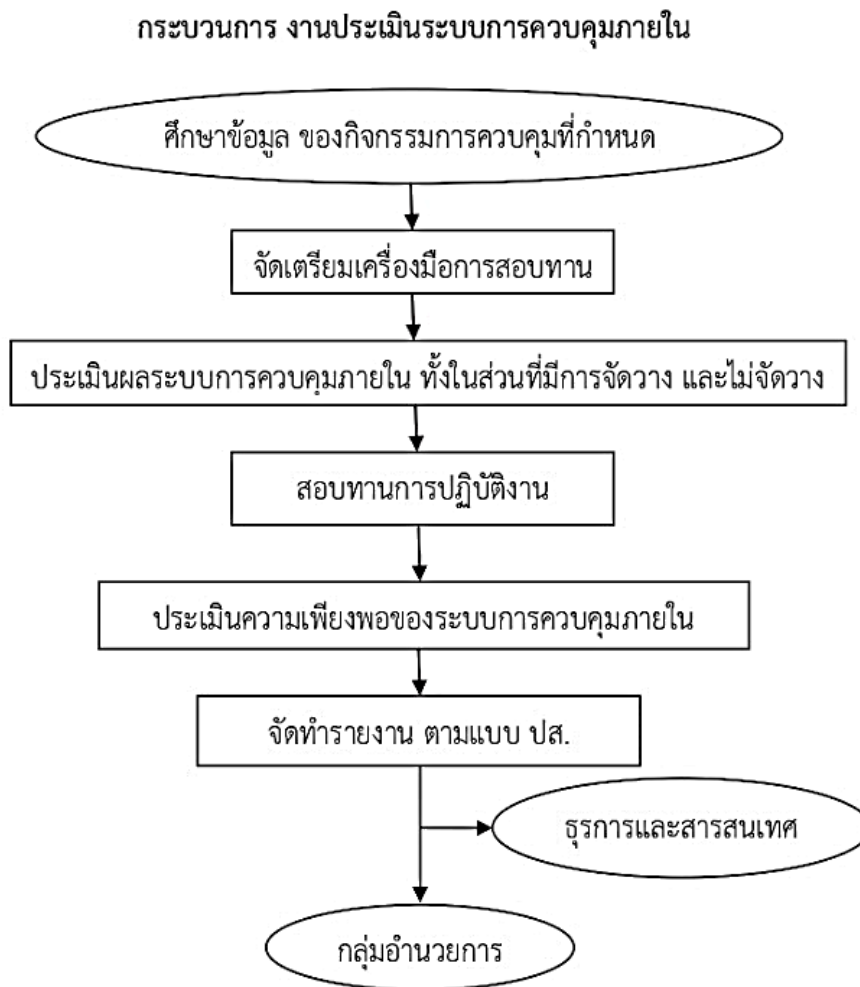 กระบวนการ งานประเมินระบบการควบคุมภายใน
ศึกษาข้อมูล ของกิจกรรมการควบคุมที่กำหนด
จัดเตรียมเครื่องมือการสอบทาน
ประเมินผลระบบการควบคุมภายใน ทั้งในส่วนที่มีการจัดวาง และไม่จัดวาง
สอบทานการปฏิบัติงาน
ประเมินความเพียงพอของระบบการควบคุมภายใน
จัดทำรายงาน ตามแบบ ปส.
ธุรการและสารสนเทศ
กลุ่มอำนวยการ